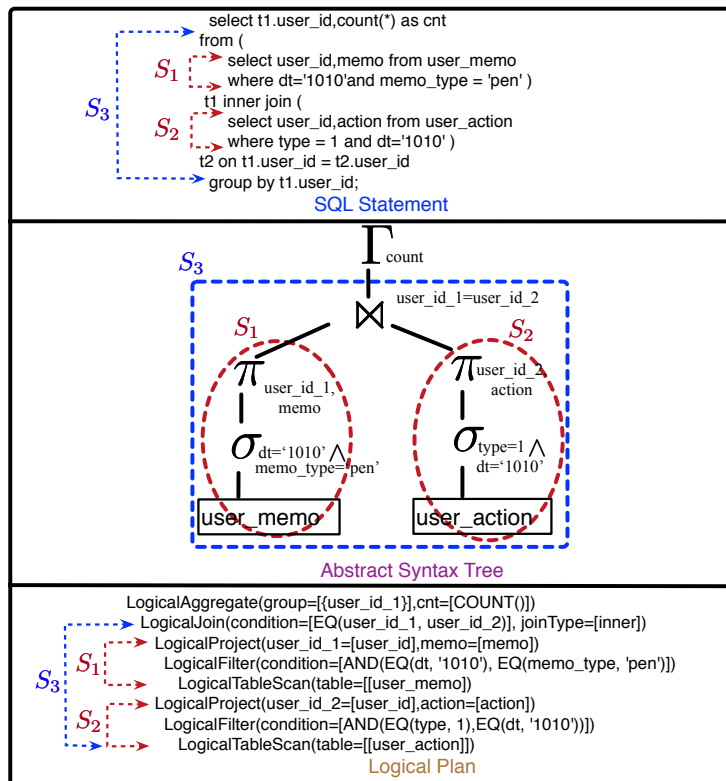 select t1.user_id,count(*) as cnt
from (
S1
select user_id,memo from user_memo
where dt='1010'and memo_type = 'pen' )
S3
t1 inner join (
S2
select user_id,action from user_action
where type = 1 and dt='1010' )
t2 on t1.user_id = t2.user_id
group by t1.user_id;
SQL Statement
Γ count
S3
user_id_1=user_id_2
⋈
S1
S2
π user_id_1,
memo
π user_id_2,
action
σ dt=‘1010’ ∧
memo_type=‘pen’
σ type=1 ∧
dt=‘1010’
user_memo
user_action
Abstract Syntax Tree
LogicalAggregate(group=[{user_id_1}],cnt=[COUNT()])
LogicalJoin(condition=[EQ(user_id_1, user_id_2)], joinType=[inner])
LogicalProject(user_id_1=[user_id],memo=[memo])
S1
LogicalFilter(condition=[AND(EQ(dt, '1010'), EQ(memo_type, 'pen')])
S3
LogicalTableScan(table=[[user_memo])
LogicalProject(user_id_2=[user_id],action=[action])
S2
LogicalFilter(condition=[AND(EQ(type, 1),EQ(dt, '1010'))])
LogicalTableScan(table=[[user_action]])
Logical Plan